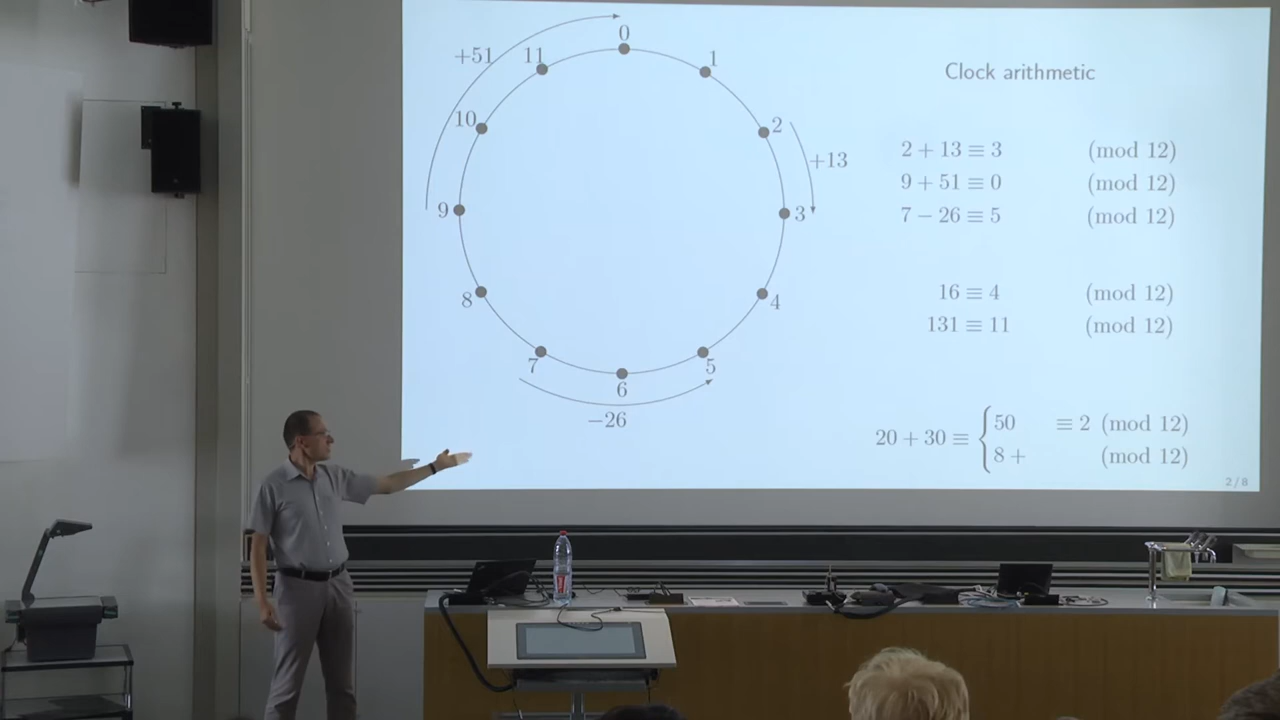 Clock arithmetic
0
1
2
3
4
5
6
7
8
9
10
11
+51
+13
−26
2 + 13 ≡ 3 (mod 12)
9 + 51 ≡ 0 (mod 12)
7 − 26 ≡ 5 (mod 12)
16 ≡ 4 (mod 12)
131 ≡ 11 (mod 12)
20 + 30 ≡ { 50 ≡ 2 (mod 12)
8 + (mod 12)
2 / 8